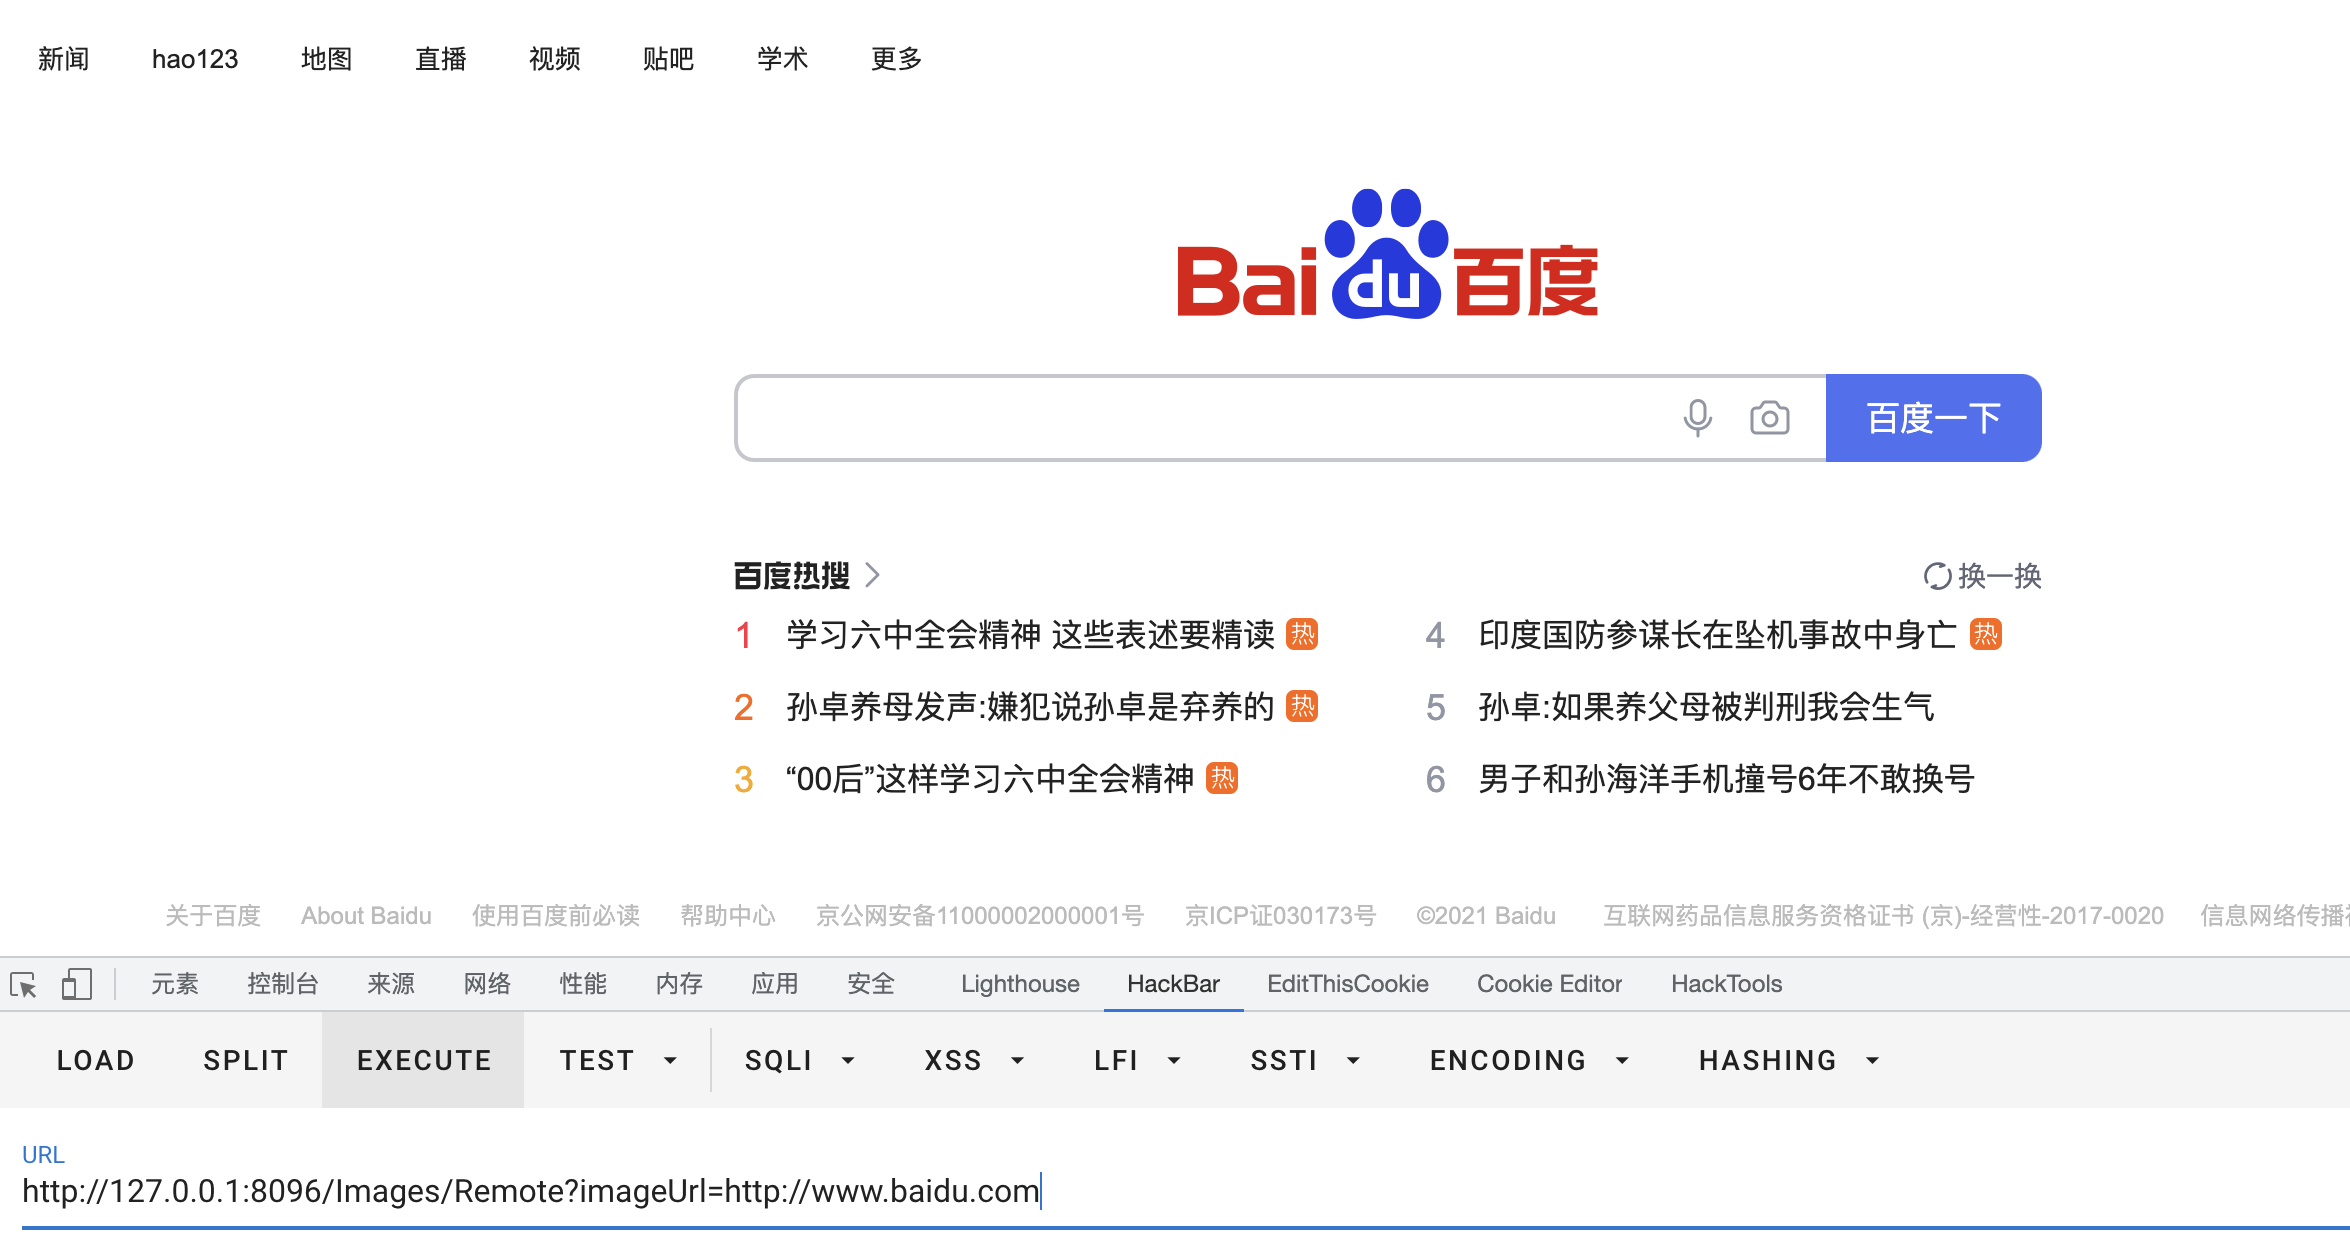 新闻 hao123 地图 直播 视频 贴吧 学术 更多
Bai du 百度
百度一下
百度热搜 换一换
1 学习六中全会精神 这些表述要精读 热
4 印度国防参谋长在坠机事故中身亡 热
2 孙卓养母发声:嫌犯说孙卓是弃养的 热
5 孙卓:如果养父母被判刑我会生气
3 “00后”这样学习六中全会精神 热
6 男子和孙海洋手机撞号6年不敢换号
关于百度 About Baidu 使用百度前必读 帮助中心 京公网安备11000002000001号 京ICP证030173号 ©2021 Baidu 互联网药品信息服务资格证书 (京)-经营性-2017-0020 信息网络传播
元素 控制台 来源 网络 性能 内存 应用 安全 Lighthouse HackBar EditThisCookie Cookie Editor HackTools
LOAD SPLIT EXECUTE TEST SQLI XSS LFI SSTI ENCODING HASHING
URL
http://127.0.0.1:8096/Images/Remote?imageUrl=http://www.baidu.com